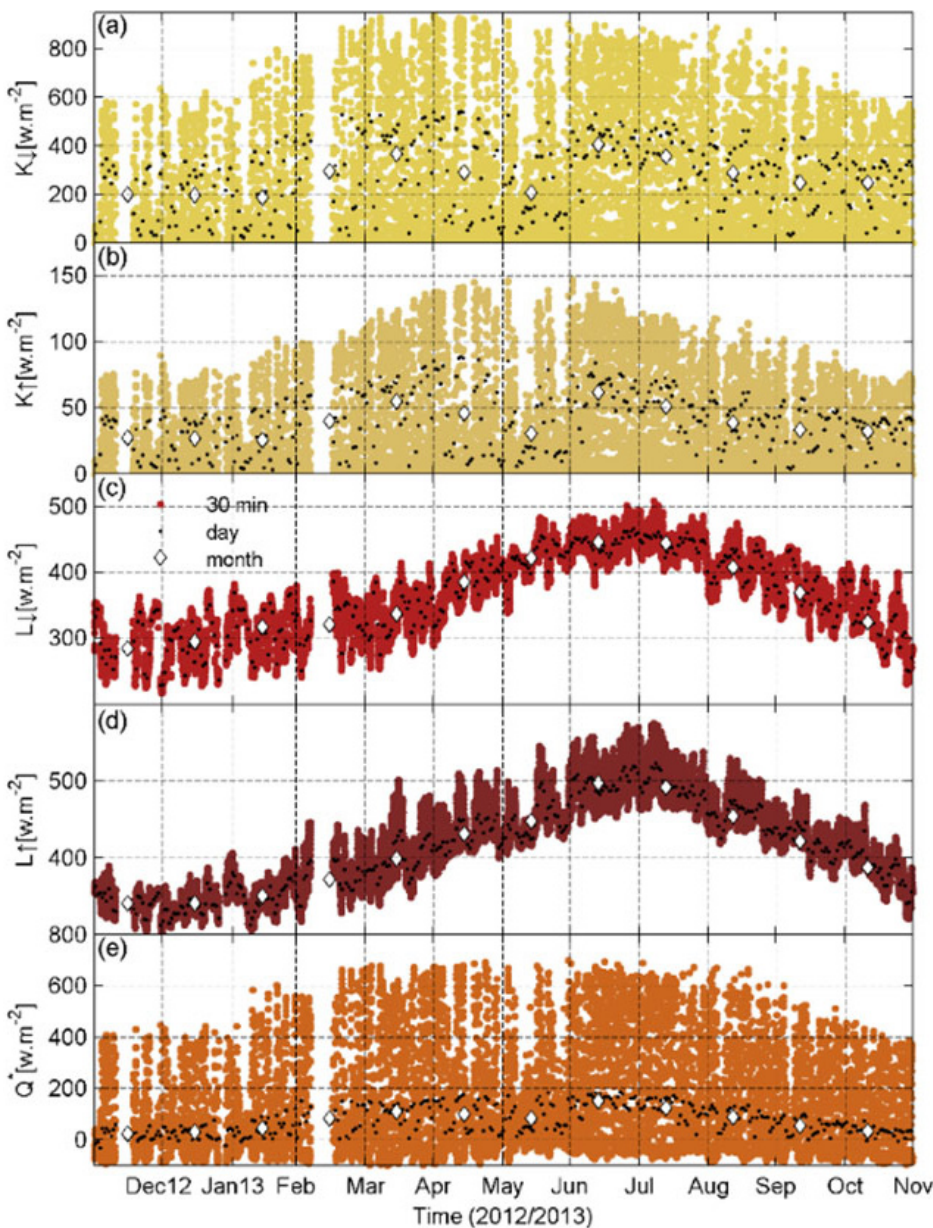 (a)
800
600
400
200
0
K↓[w.m-2]
(b)
150
100
50
0
K↑[w.m-2]
(c)
30 min
day
month
500
400
300
L↓[w.m-2]
(d)
500
400
L↑[w.m-2]
(e)
800
600
400
200
0
Q*[w.m-2]
Dec12 Jan13 Feb Mar Apr May Jun Jul Aug Sep Oct Nov
Time (2012/2013)